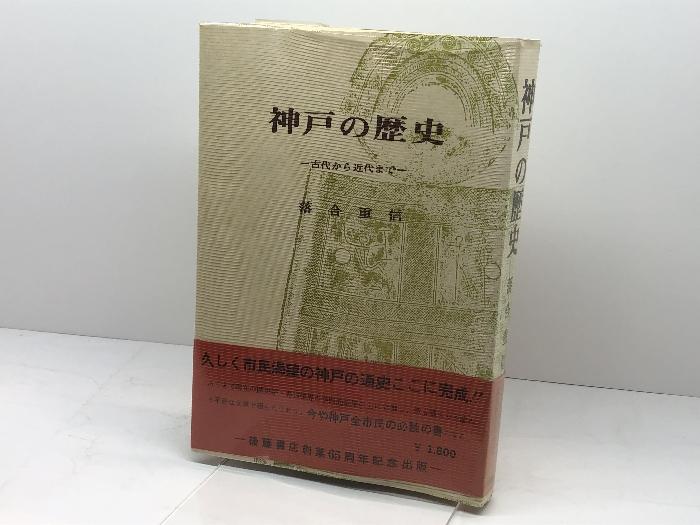 神戸の歴史
―古代から近代まで―
落合重信
久しく市民渇望の神戸の通史ここに完成!!
今や神戸全市民の必読の書
¥ 1,800
―後藤書店創業65周年記念出版―
神戸の歴史
落合